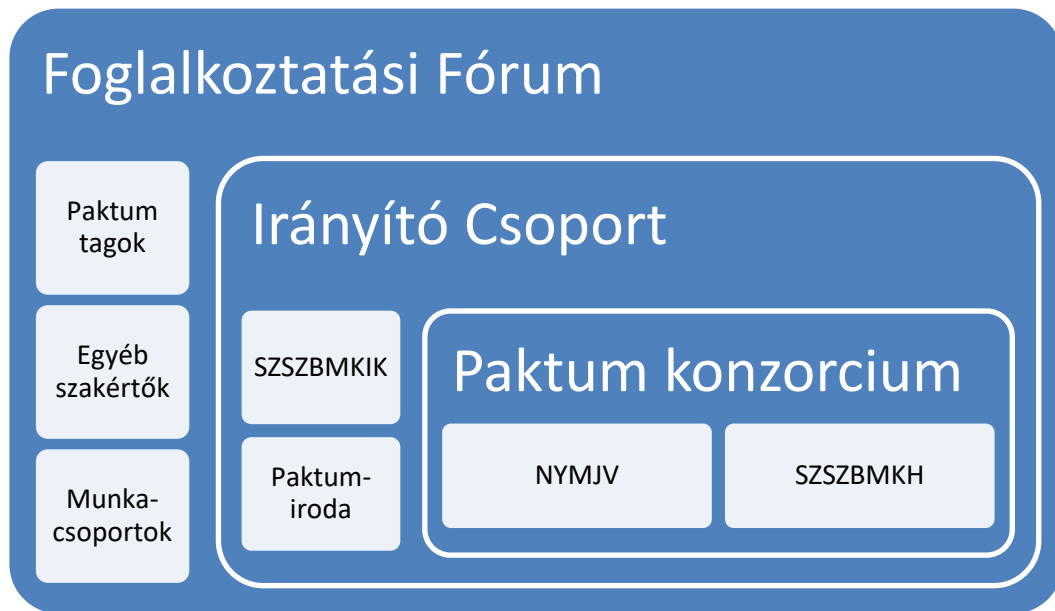 Foglalkoztatási Fórum
Paktum
tagok
Egyéb
szakértők
Munka-
csoportok
Irányító Csoport
SZSZBMKIK
Paktum-
iroda
Paktum konzorcium
NYMJV
SZSZBMKH